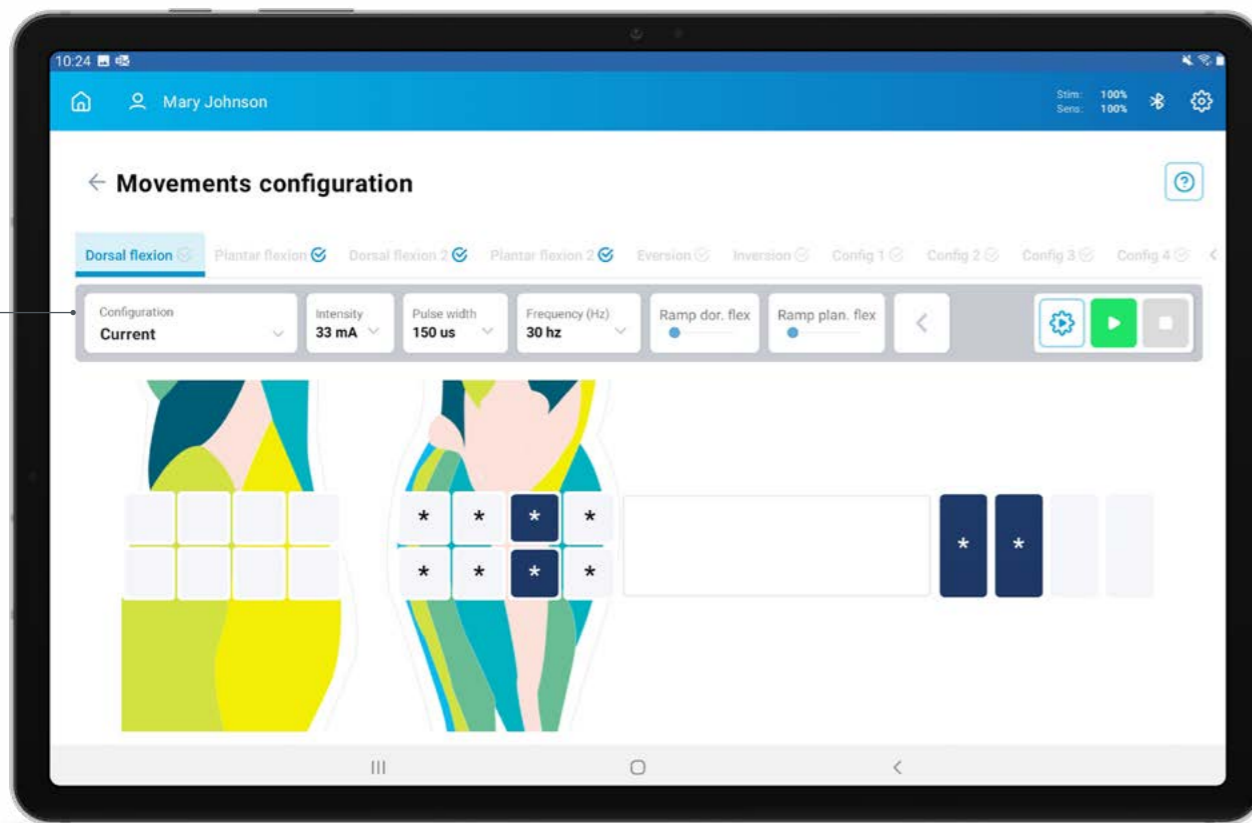 10:24
Mary Johnson
Stim: 100%
Sens: 100%
Movements configuration
Dorsal flexion Plantar flexion Dorsal flexion 2 Plantar flexion 2 Eversion Inversion Config 1 Config 2 Config 3 Config 4
Configuration
Current
Intensity
33 mA
Pulse width
150 us
Frequency (Hz)
30 hz
Ramp dor. flex
Ramp plan. flex
* * * *
* * * *
* *